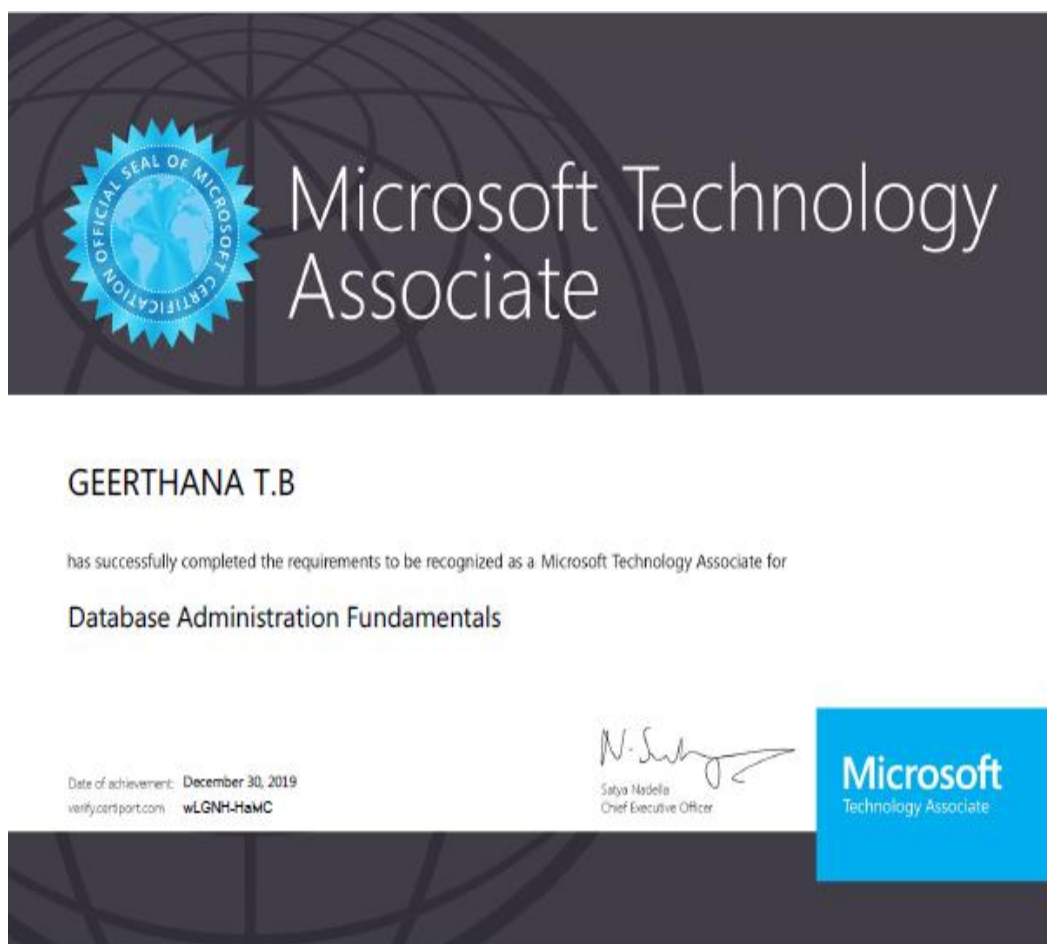 OFFICIAL SEAL OF MICROSOFT CERTIFICATION
Microsoft Technology
Associate
GEERTHANA T.B
has successfully completed the requirements to be recognized as a Microsoft Technology Associate for
Database Administration Fundamentals
N. Sat
Date of achievement: December 30, 2019
verify.certiport.com wLGNH-HaMC
Satya Nadella
Chief Executive Officer
Microsoft
Technology Associate